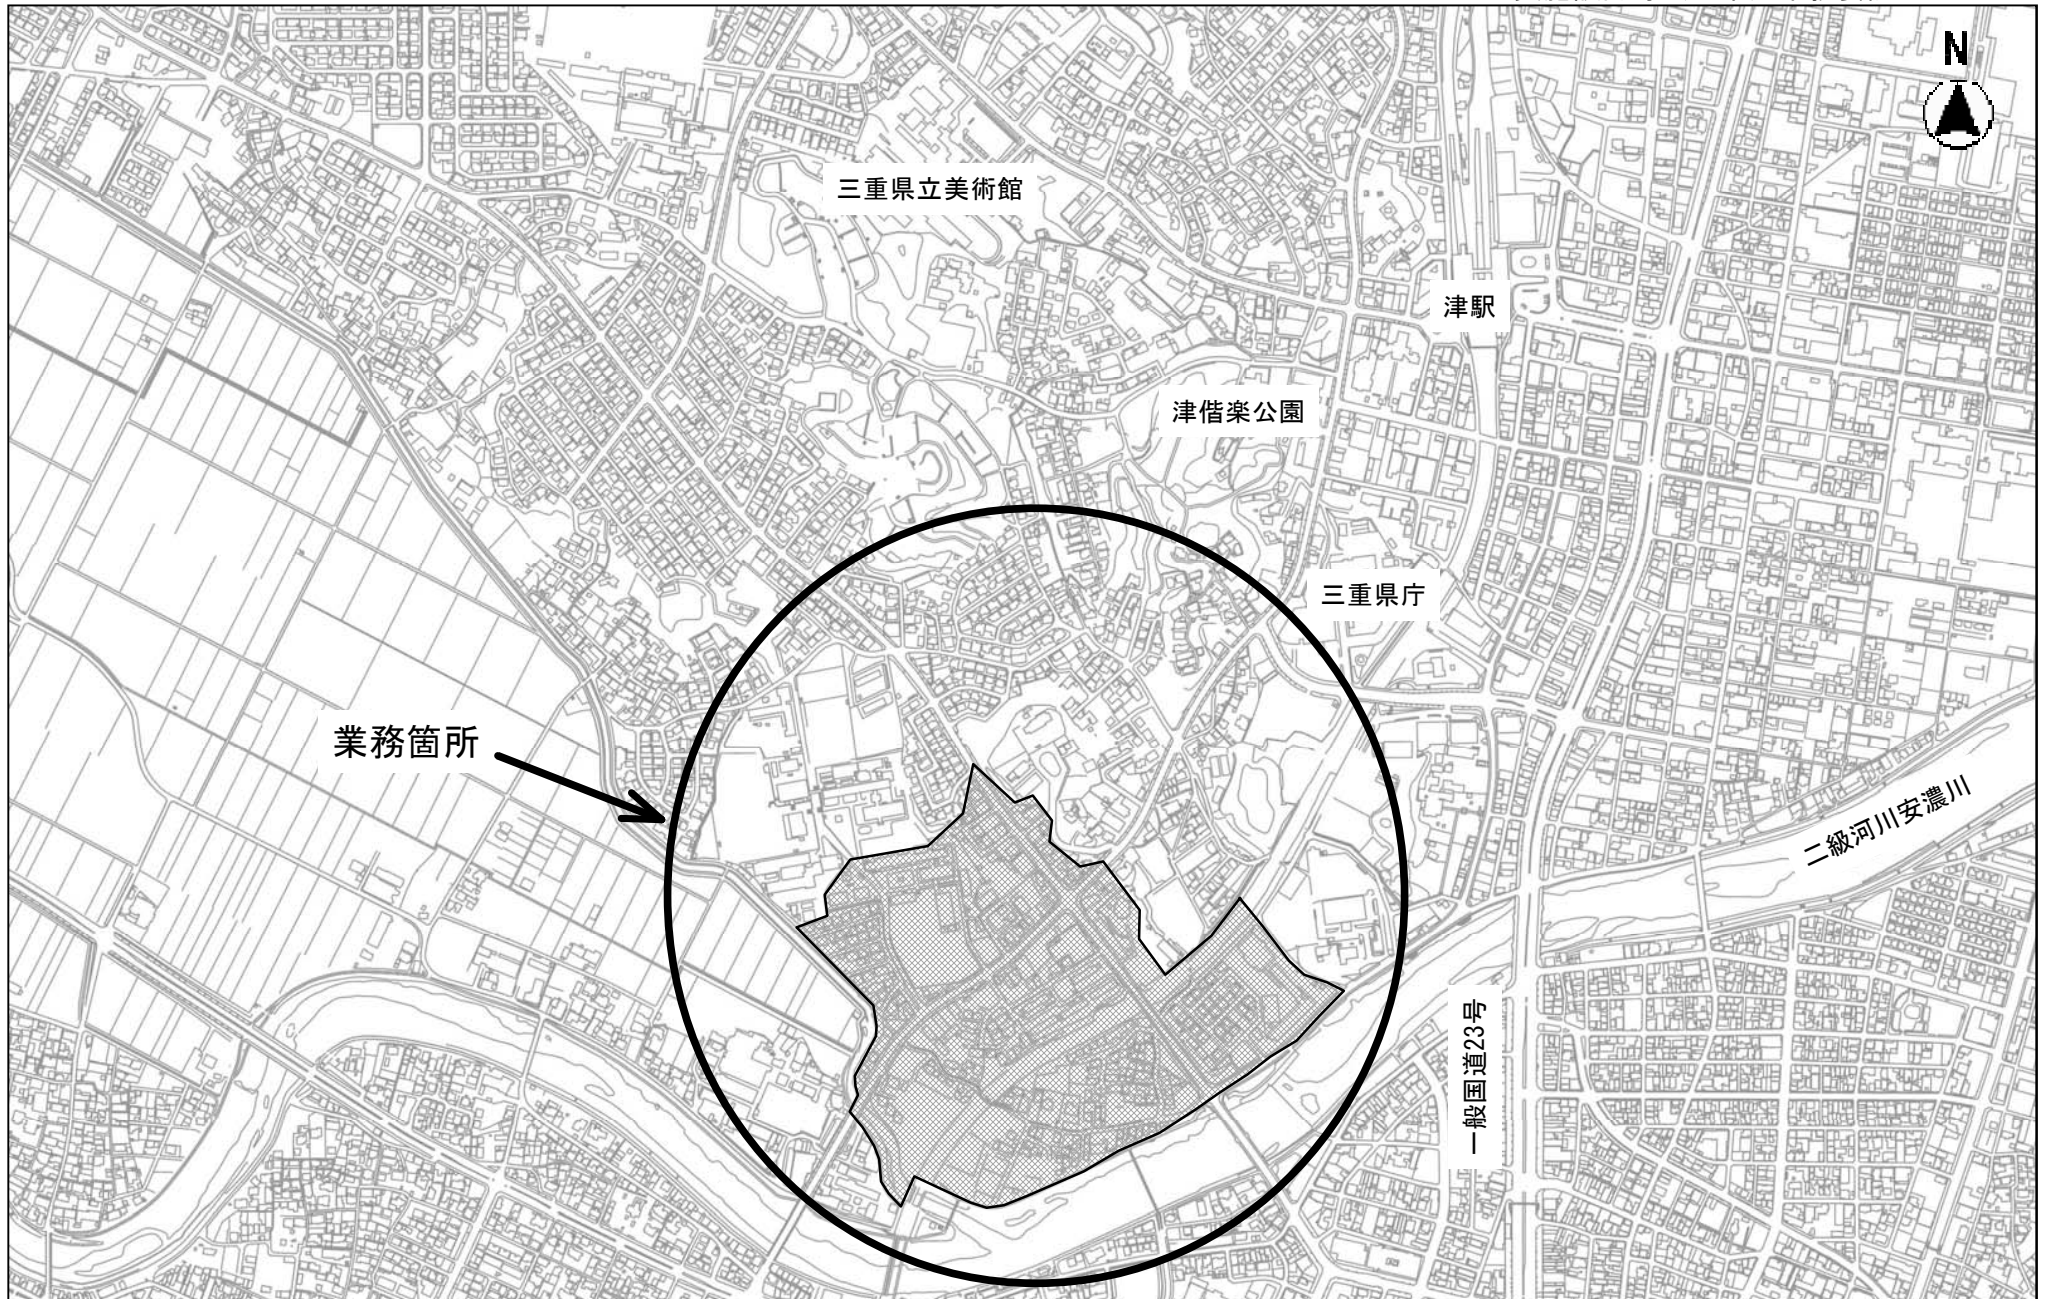 N
三重県立美術館
津駅
津偕楽公園
三重県庁
業務箇所
二級河川安濃川
一般国道23号